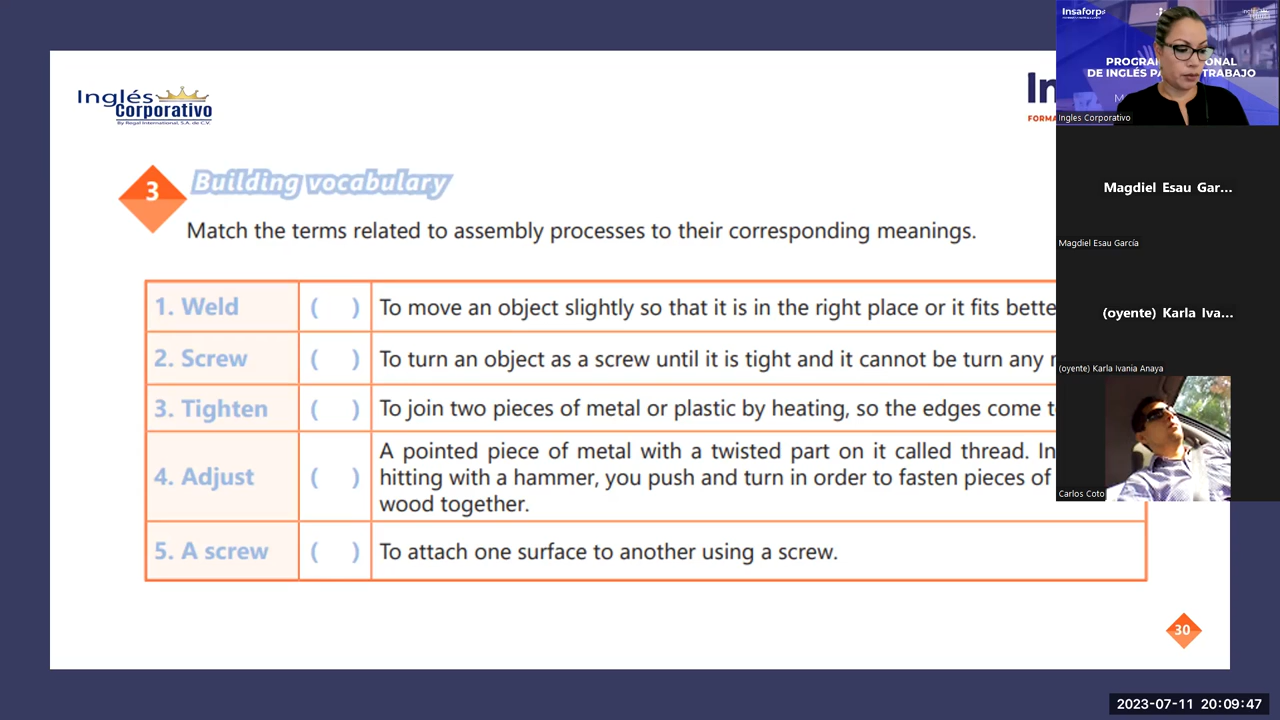 Inglés
Corporativo
By Regal International, S.A. de C.V.
In
FORMA
3
Building vocabulary
Match the terms related to assembly processes to their corresponding meanings.
1. Weld ( ) To move an object slightly so that it is in the right place or it fits bette
2. Screw ( ) To turn an object as a screw until it is tight and it cannot be turn any
3. Tighten ( ) To join two pieces of metal or plastic by heating, so the edges come t
4. Adjust ( ) A pointed piece of metal with a twisted part on it called thread. In
hitting with a hammer, you push and turn in order to fasten pieces of
wood together.
5. A screw ( ) To attach one surface to another using a screw.
30
Insaforp
PROGRAM ONAL
DE INGLÉS PA TRABAJO
Ingles Corporativo
Magdiel Esau Gar...
Magdiel Esau García
(oyente) Karla Iva...
(oyente) Karla Ivania Anaya
Carlos Coto
2023-07-11 20:09:47